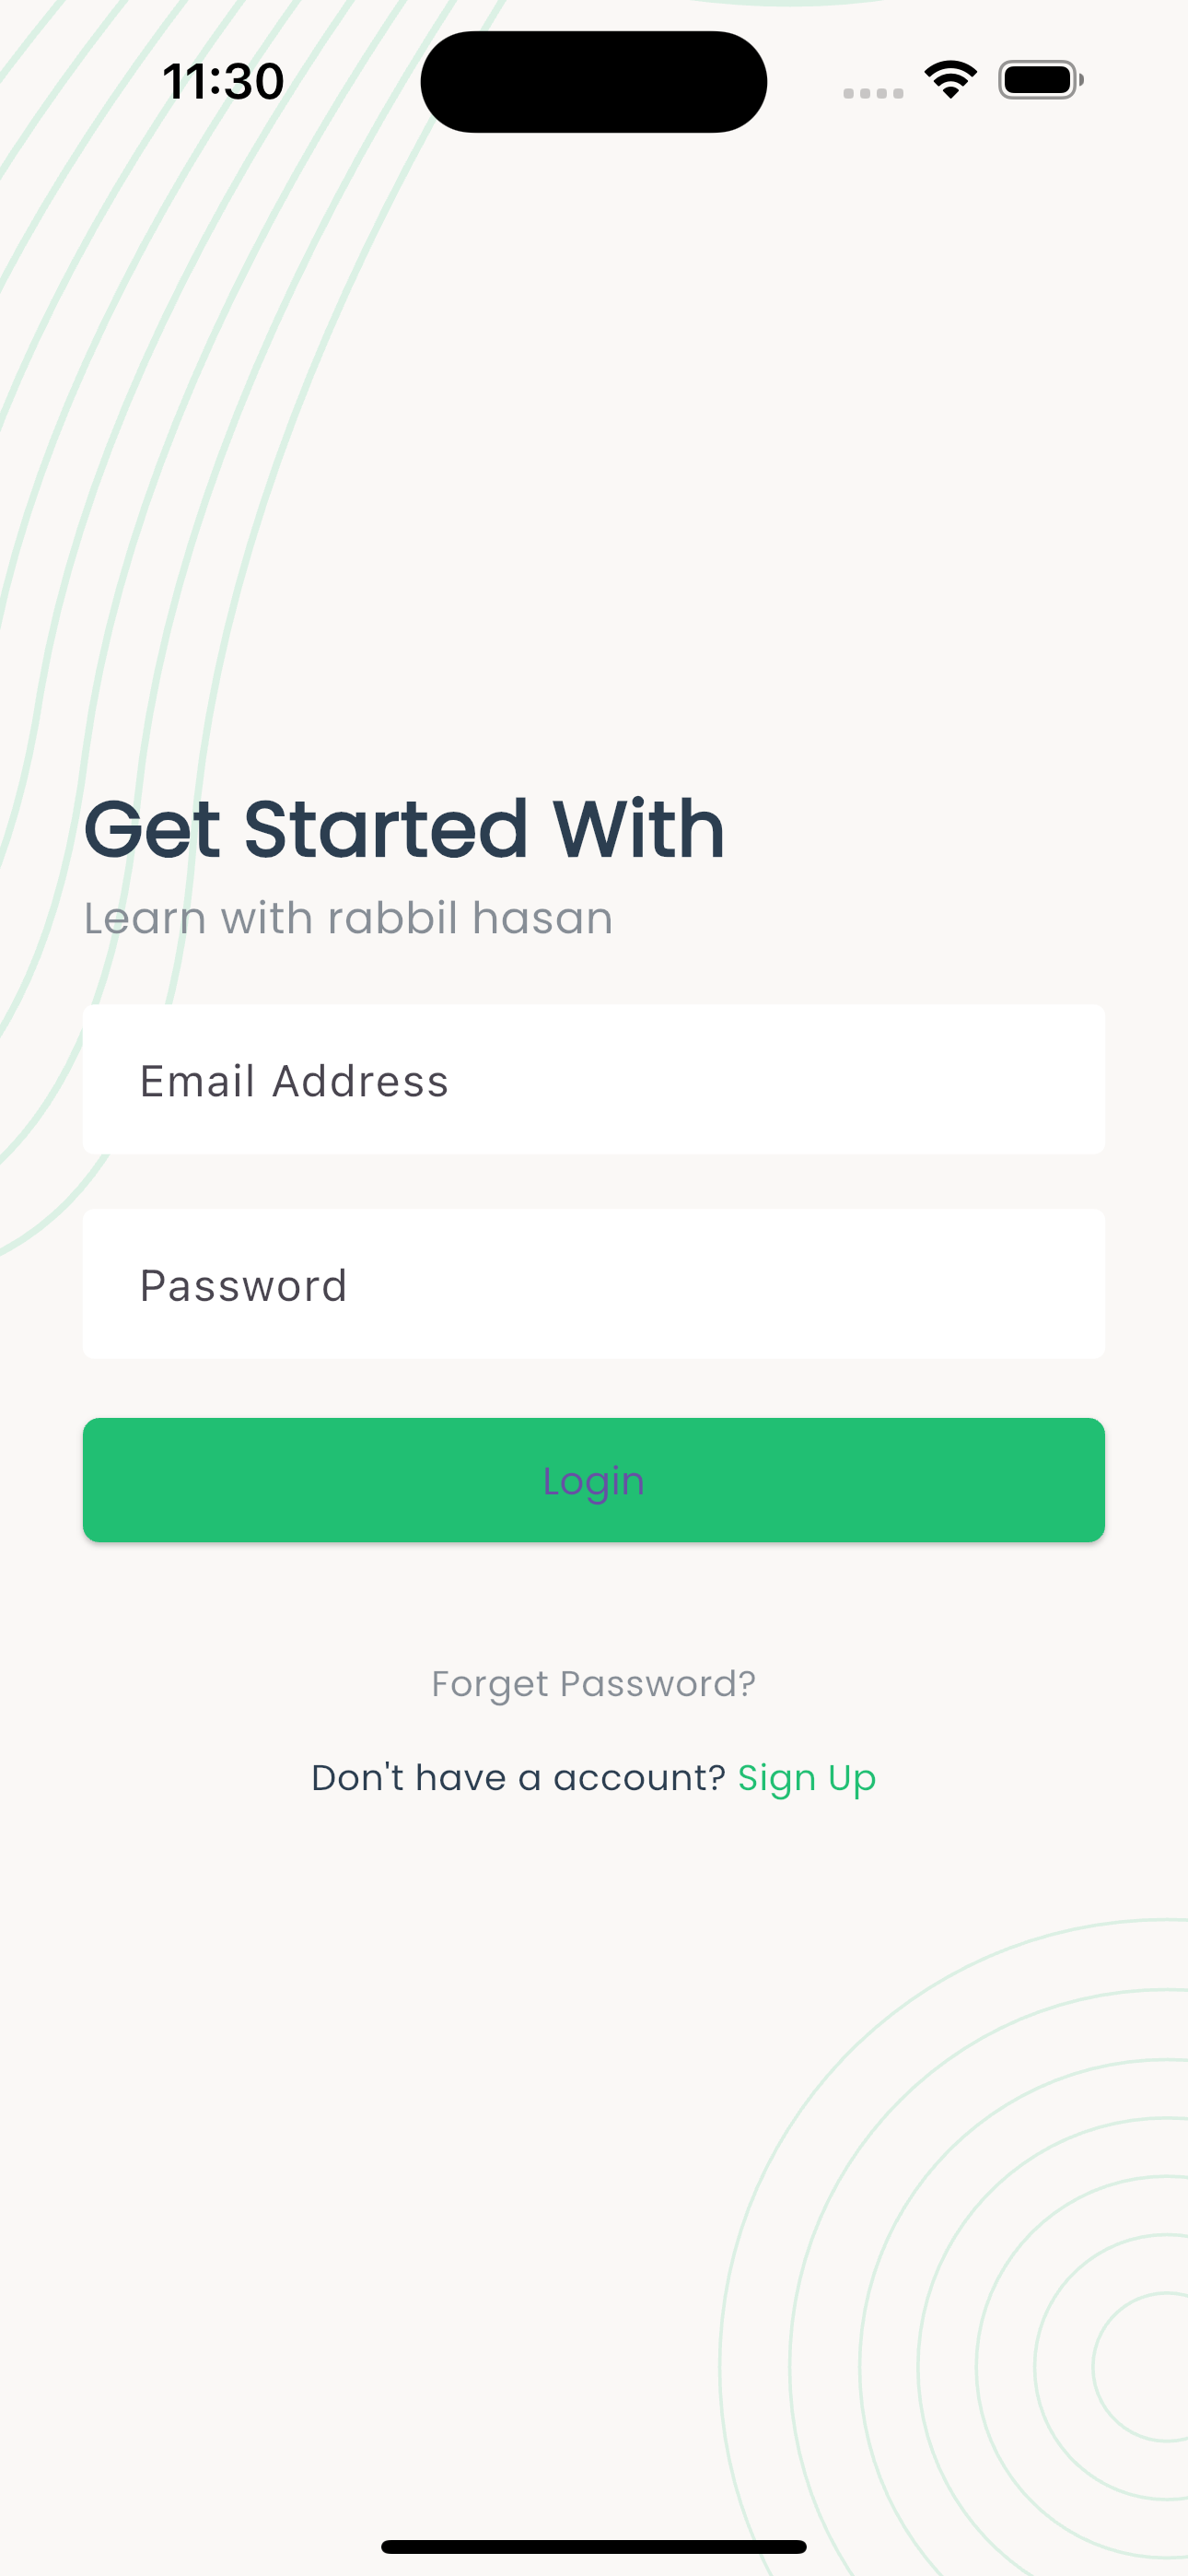 11:30
Get Started With
Learn with rabbil hasan
Email Address
Password
Login
Forget Password?
Don't have a account? Sign Up